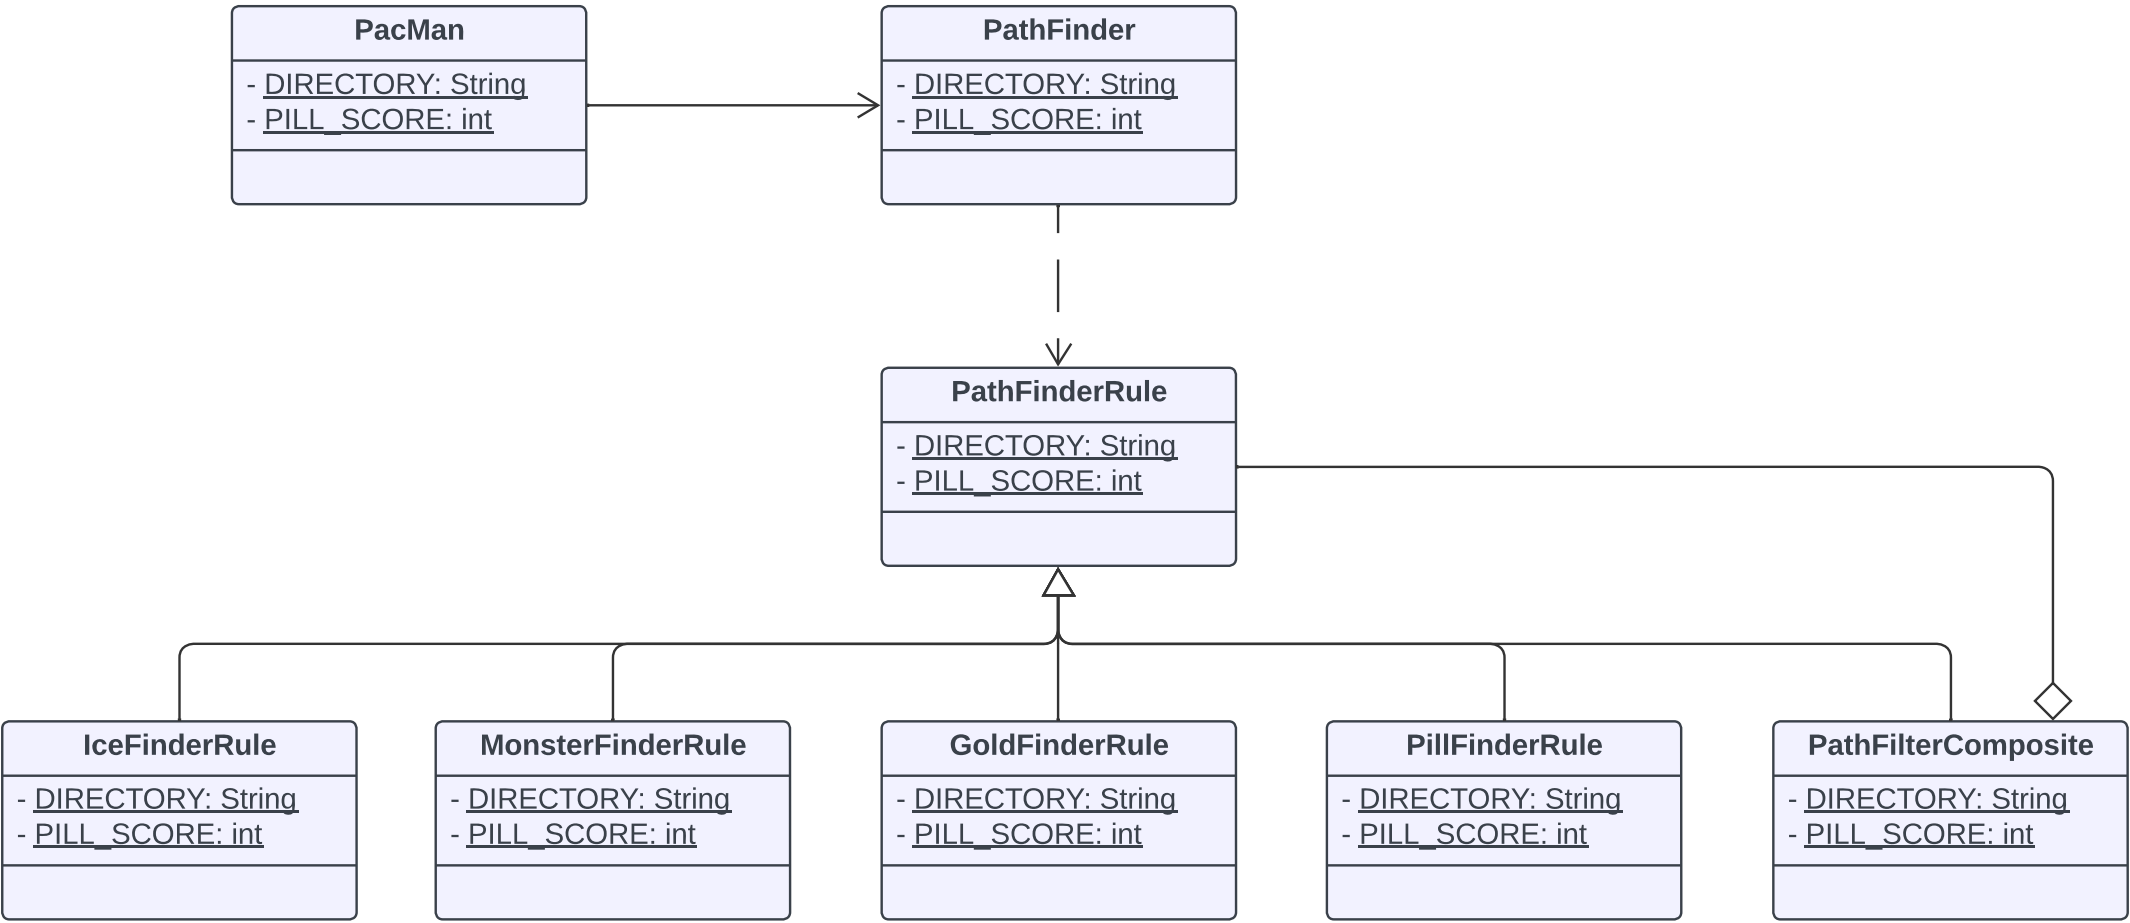 PacMan
- DIRECTORY: String
- PILL_SCORE: int
PathFinder
- DIRECTORY: String
- PILL_SCORE: int
PathFinderRule
- DIRECTORY: String
- PILL_SCORE: int
IceFinderRule
- DIRECTORY: String
- PILL_SCORE: int
MonsterFinderRule
- DIRECTORY: String
- PILL_SCORE: int
GoldFinderRule
- DIRECTORY: String
- PILL_SCORE: int
PillFinderRule
- DIRECTORY: String
- PILL_SCORE: int
PathFilterComposite
- DIRECTORY: String
- PILL_SCORE: int